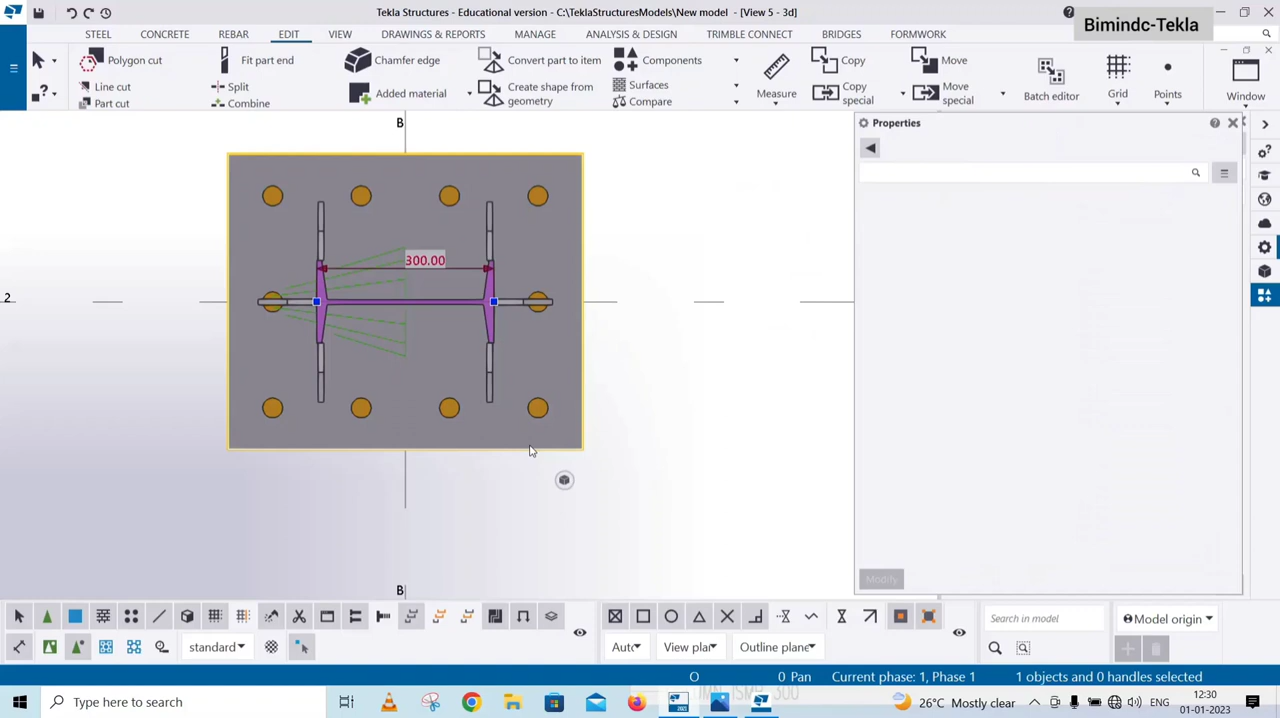 Tekla Structures - Educational version - C:\TeklaStructuresModels\New model - [View 5 - 3d]
Bimindc-Tekla
STEEL CONCRETE REBAR EDIT VIEW DRAWINGS & REPORTS MANAGE ANALYSIS & DESIGN TRIMBLE CONNECT BRIDGES FORMWORK
Polygon cut Fit part end Chamfer edge Convert part to item Components Copy Move
Line cut Split Added material Create shape from geometry Surfaces Measure Copy special Move special Batch editor Grid Points Window
Part cut Combine Compare
B
Properties
300.00
2
B
Modify
Search in model
Model origin
standard
Auto
View plan
Outline plane
O
0 Pan
Current phase: 1, Phase 1
1 objects and 0 handles selected
Type here to search
26°C Mostly clear
ENG
12:30
01-01-2023